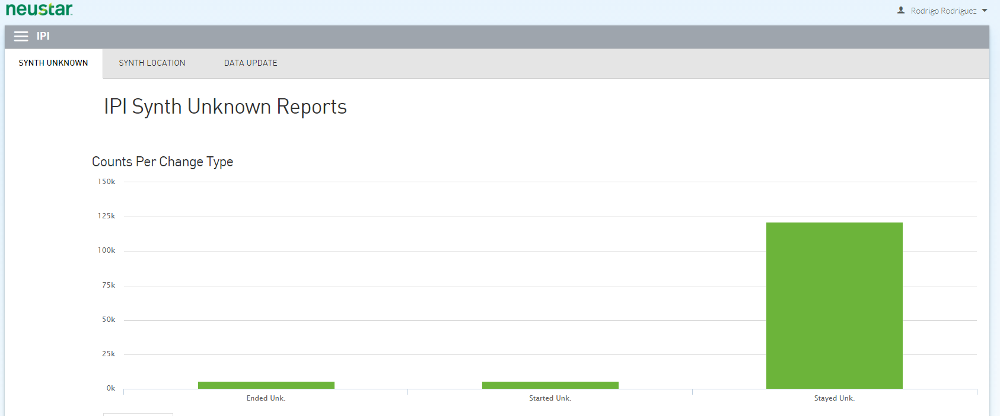 neustar
Rodrigo Rodriguez
IPI
SYNTH UNKNOWN
SYNTH LOCATION
DATA UPDATE
IPI Synth Unknown Reports
Counts Per Change Type
150k
125k
100k
75k
50k
25k
0k
Ended Unk.
Started Unk.
Stayed Unk.